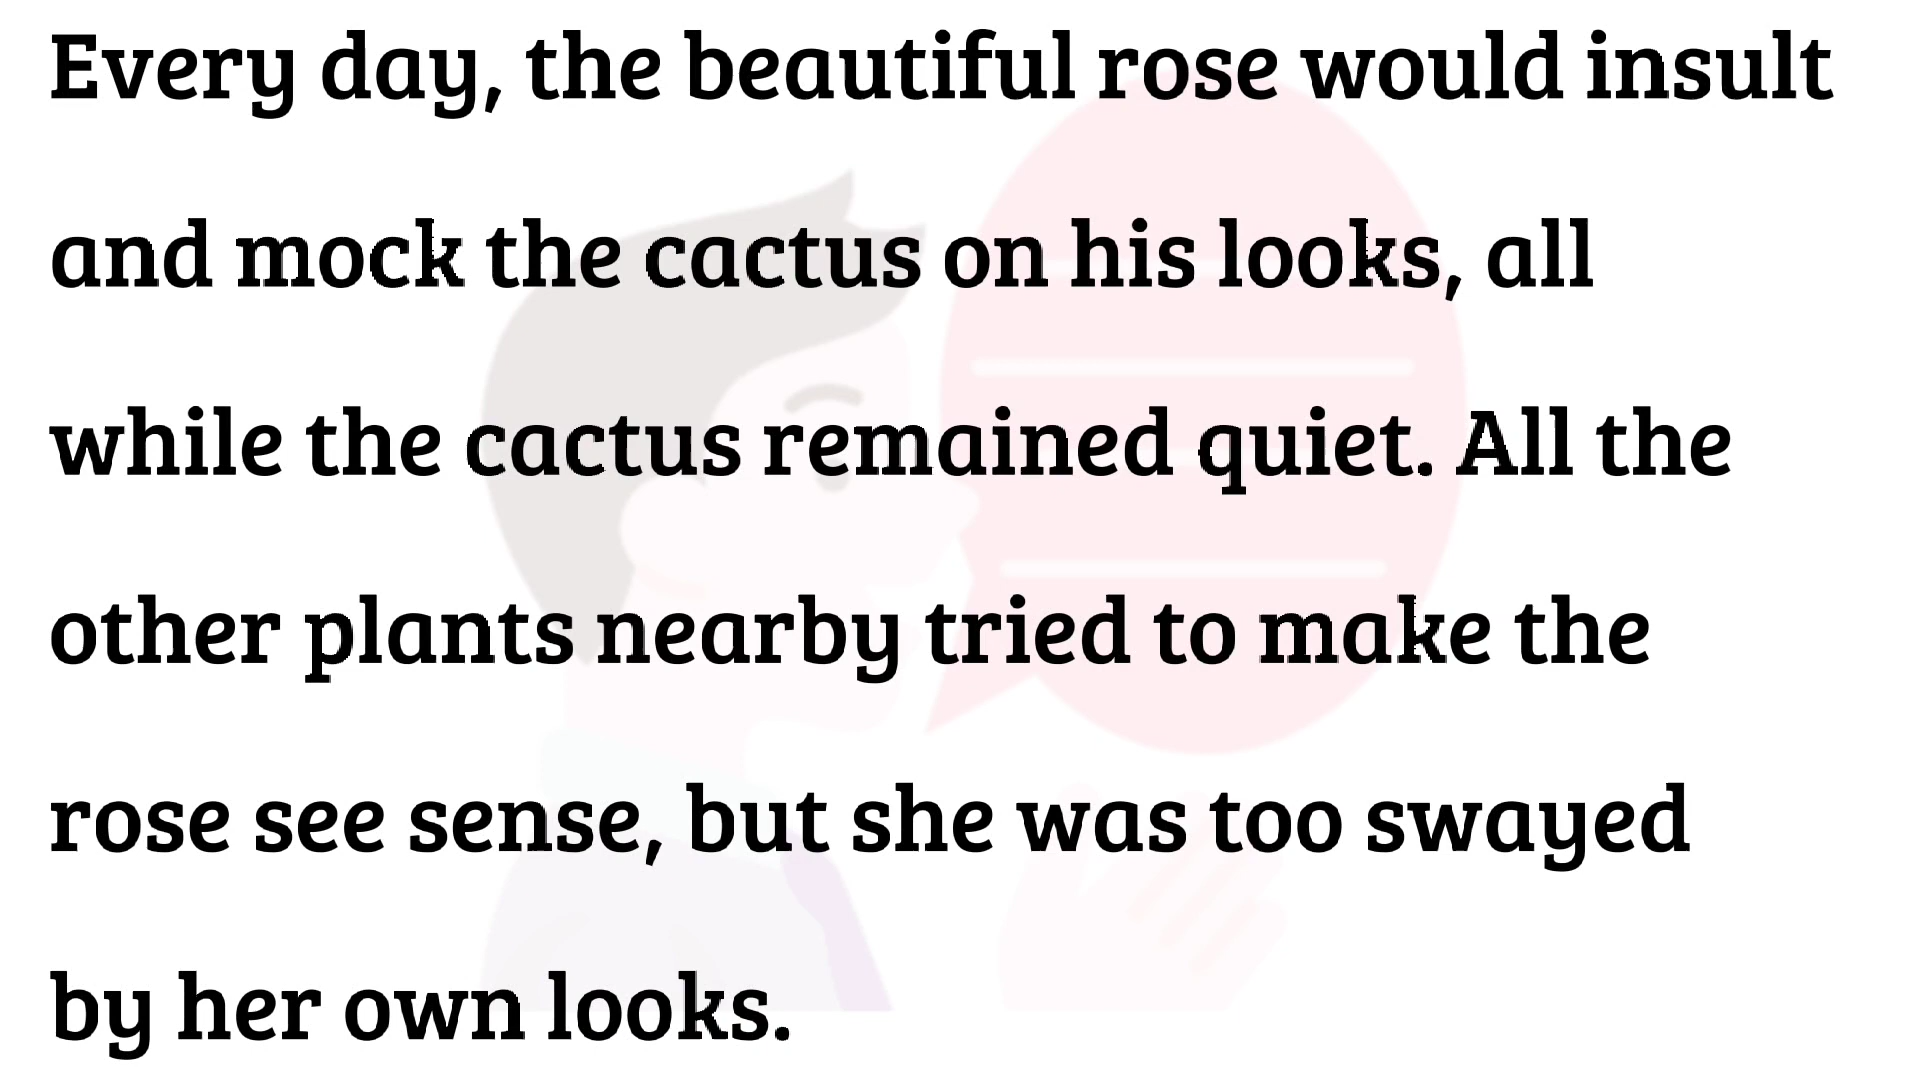 Every day, the beautiful rose would insult
and mock the cactus on his looks, all
while the cactus remained quiet. All the
other plants nearby tried to make the
rose see sense, but she was too swayed
by her own looks.